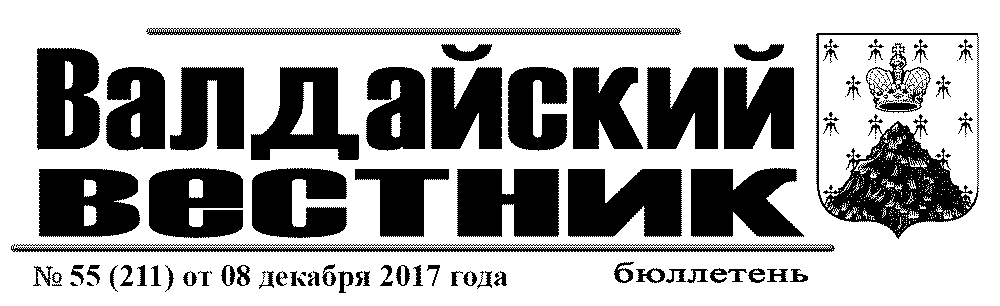 Валдайский
вестник
№ 55 (211) от 08 декабря 2017 года
бюллетень